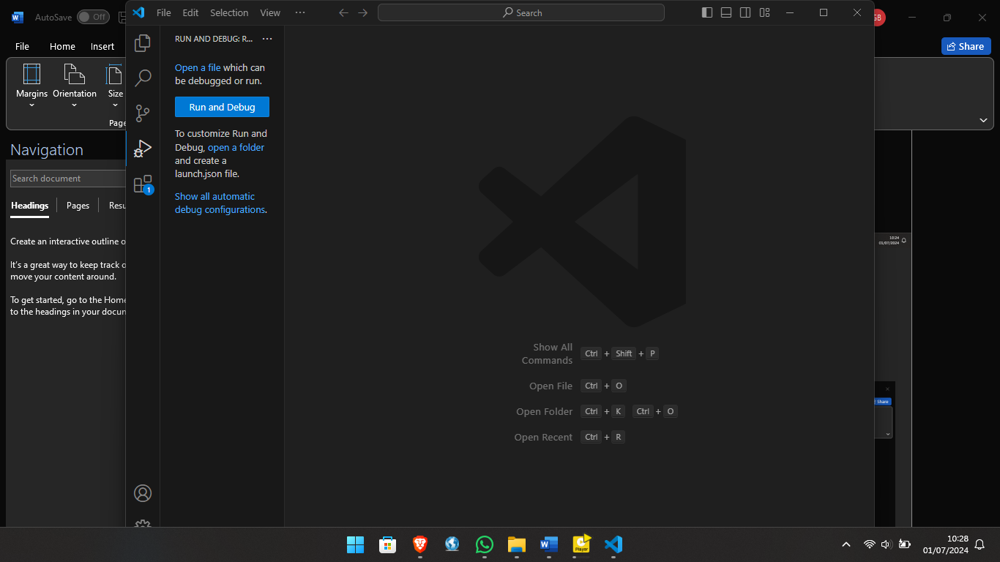 AutoSave Off
File Home Insert
Margins Orientation Size
Page
Navigation
Search document
Headings Pages Resu
Create an interactive outline o
It's a great way to keep track o
move your content around.
To get started, go to the Home
to the headings in your docum
File Edit Selection View ···
Search
RUN AND DEBUG: R... ···
Open a file which can
be debugged or run.
Run and Debug
To customize Run and
Debug, open a folder
and create a
launch.json file.
Show all automatic
debug configurations.
1
Show All
Commands Ctrl + Shift + P
Open File Ctrl + O
Open Folder Ctrl + K Ctrl + O
Open Recent Ctrl + R
GB
Share
10:24
01/07/2024
Share
Player
10:28
01/07/2024